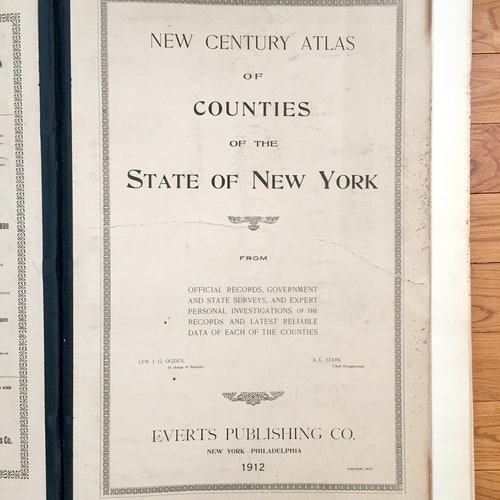 NEW CENTURY ATLAS
OF
COUNTIES
OF THE
STATE OF NEW YORK
FROM
OFFICIAL RECORDS, GOVERNMENT
AND STATE SURVEYS, AND EXPERT
PERSONAL INVESTIGATIONS OF THE
RECORDS AND LATEST RELIABLE
DATA OF EACH OF THE COUNTIES
LEW J. G. OGDEN,
In charge of Surveys
A. C. STARK,
Chief Draughtsman
EVERTS PUBLISHING CO.
NEW YORK - PHILADELPHIA
1912